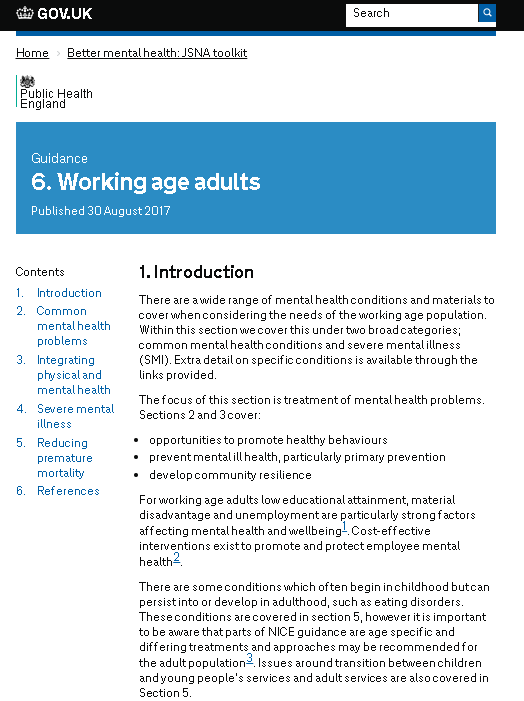 GOV.UK
Search
Home › Better mental health: JSNA toolkit
Public Health
England
Guidance
6. Working age adults
Published 30 August 2017
Contents
1. Introduction
2. Common
mental health
problems
3. Integrating
physical and
mental health
4. Severe mental
illness
5. Reducing
premature
mortality
6. References
1. Introduction
There are a wide range of mental health conditions and materials to
cover when considering the needs of the working age population.
Within this section we cover this under two broad categories;
common mental health conditions and severe mental illness
(SMI). Extra detail on specific conditions is available through the
links provided.
The focus of this section is treatment of mental health problems.
Sections 2 and 3 cover:
• opportunities to promote healthy behaviours
• prevent mental ill health, particularly primary prevention
• develop community resilience
For working age adults low educational attainment, material
disadvantage and unemployment are particularly strong factors
affecting mental health and wellbeing1. Cost-effective
interventions exist to promote and protect employee mental
health2.
There are some conditions which often begin in childhood but can
persist into or develop in adulthood, such as eating disorders.
These conditions are covered in section 5, however it is important
to be aware that parts of NICE guidance are age specific and
differing treatments and approaches may be recommended for
the adult population3. Issues around transition between children
and young people's services and adult services are also covered in
Section 5.